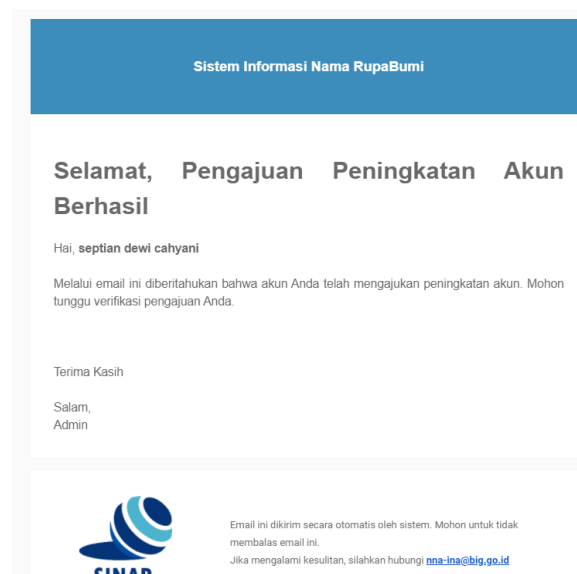 Sistem Informasi Nama RupaBumi
Selamat, Pengajuan Peningkatan Akun
Berhasil
Hai, septian dewi cahyani
Melalui email ini diberitahukan bahwa akun Anda telah mengajukan peningkatan akun. Mohon
tunggu verifikasi pengajuan Anda.
Terima Kasih
Salam,
Admin
Email ini dikirim secara otomatis oleh sistem. Mohon untuk tidak
membalas email ini.
Jika mengalami kesulitan, silahkan hubungi nna-ina@big.go.id
SINAR